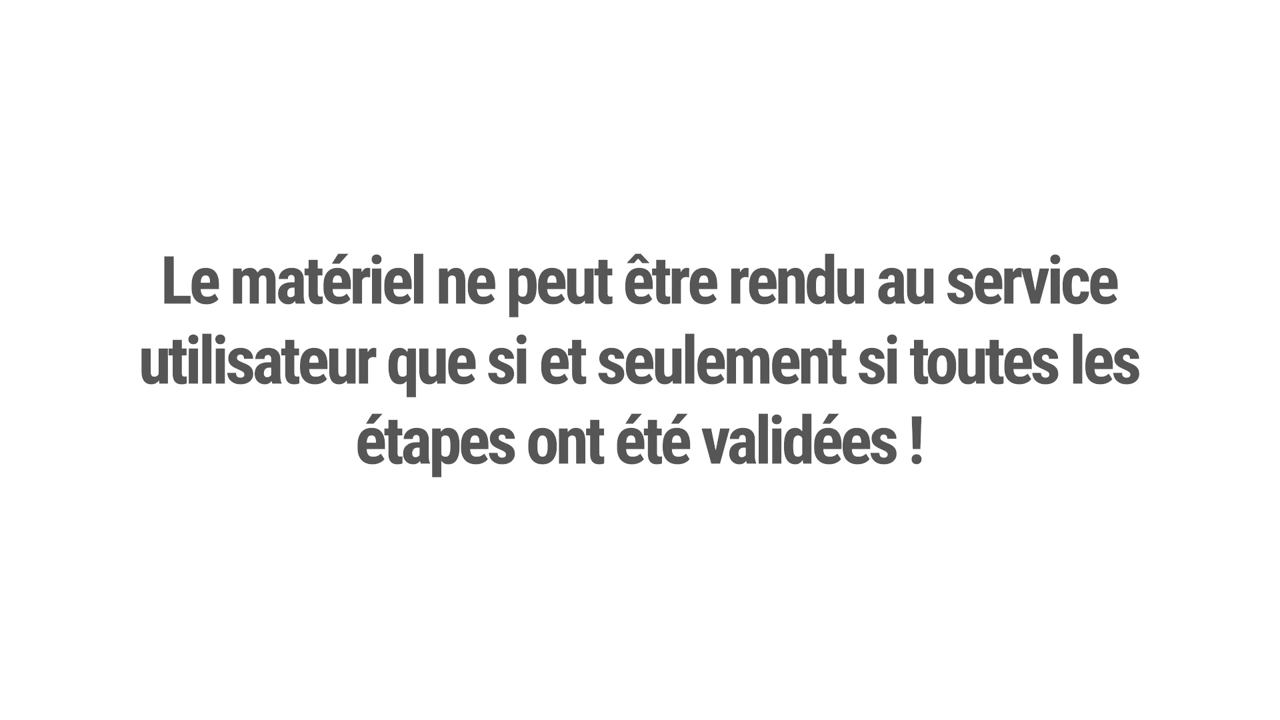 Le matériel ne peut être rendu au service
utilisateur que si et seulement si toutes les
étapes ont été validées !